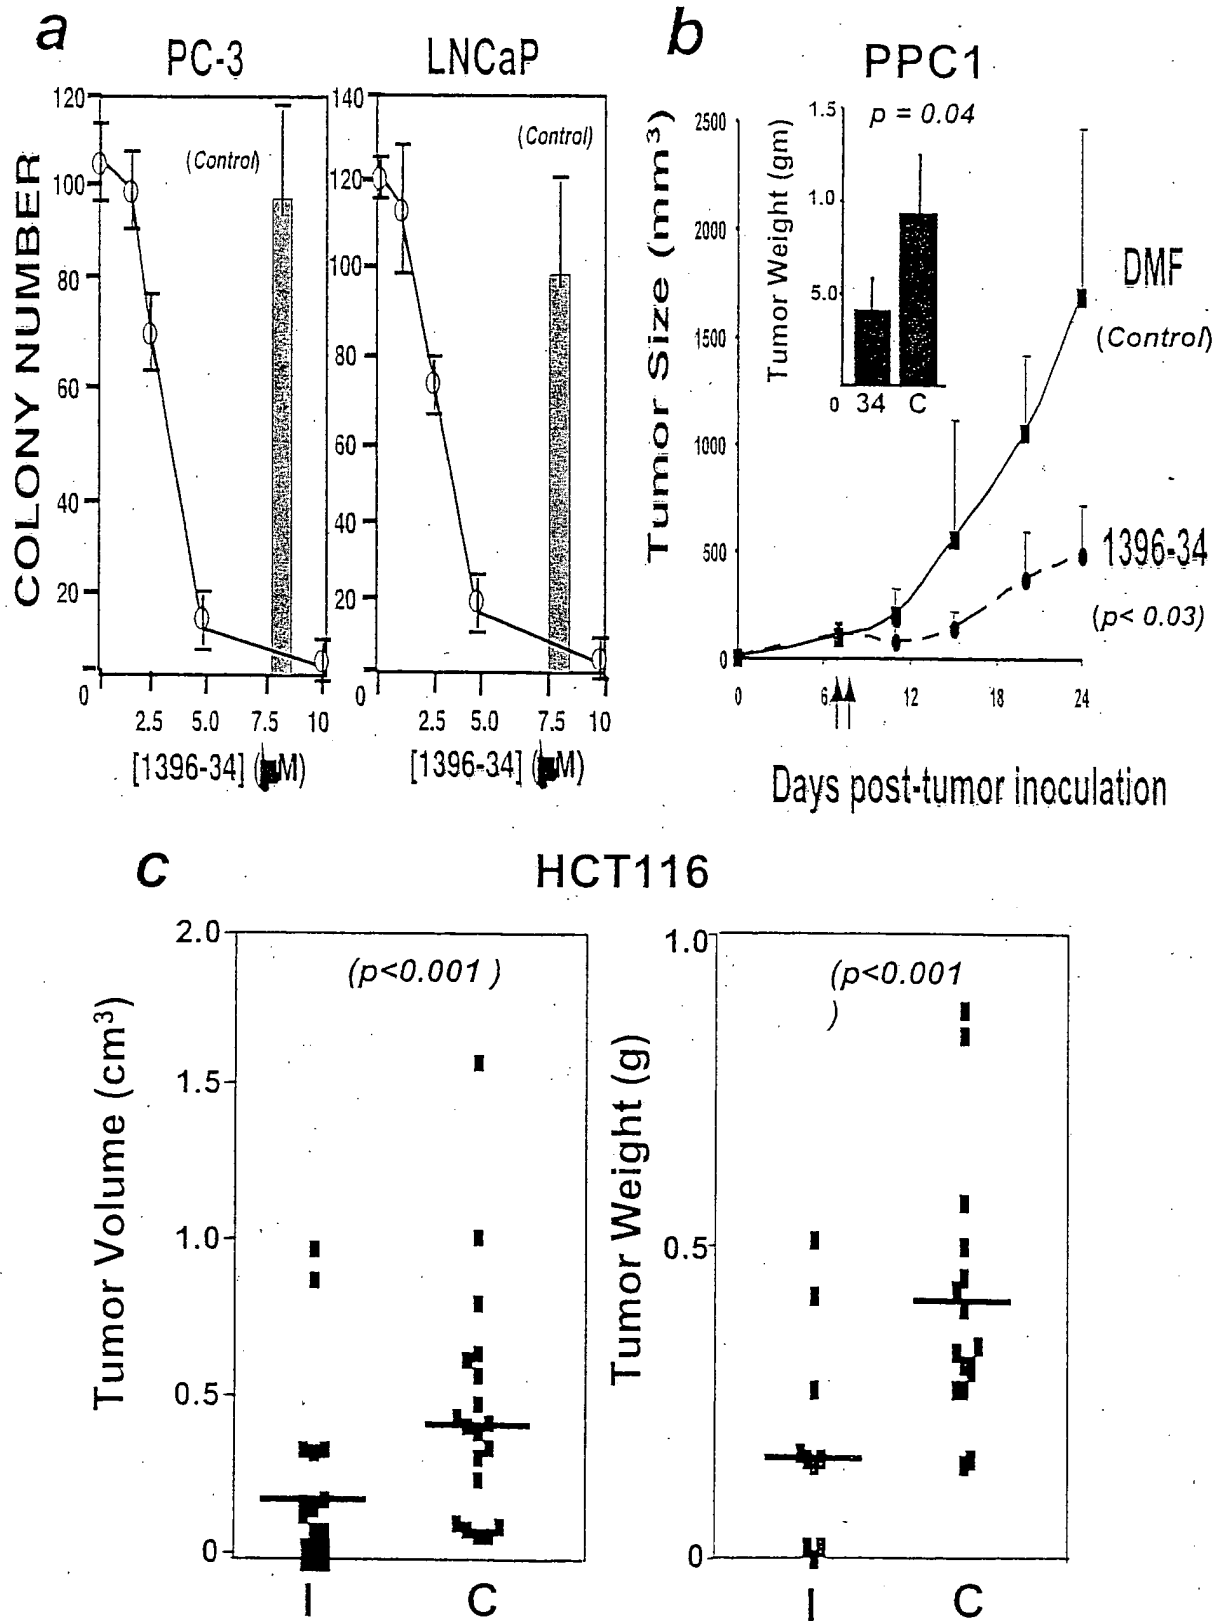 a
PC-3
LNCaP
COLONY NUMBER
120
100
80
60
40
20
0
(Control)
2.5 5.0 7.5 10
[1396-34] (µM)
140
120
100
80
60
40
20
0
(Control)
2.5 5.0 7.5 10
[1396-34] (µM)
b
PPC1
Tumor Size (mm³)
2500
2000
1500
1000
500
0
Tumor Weight (gm)
1.5
1.0
5.0
0
p = 0.04
34 C
DMF
(Control)
1396-34
(p< 0.03)
0 6 12 18 24
Days post-tumor inoculation
c
HCT116
Tumor Volume (cm³)
2.0
1.5
1.0
0.5
0
(p<0.001 )
I C
Tumor Weight (g)
1.0
0.5
0
(p<0.001
)
I C